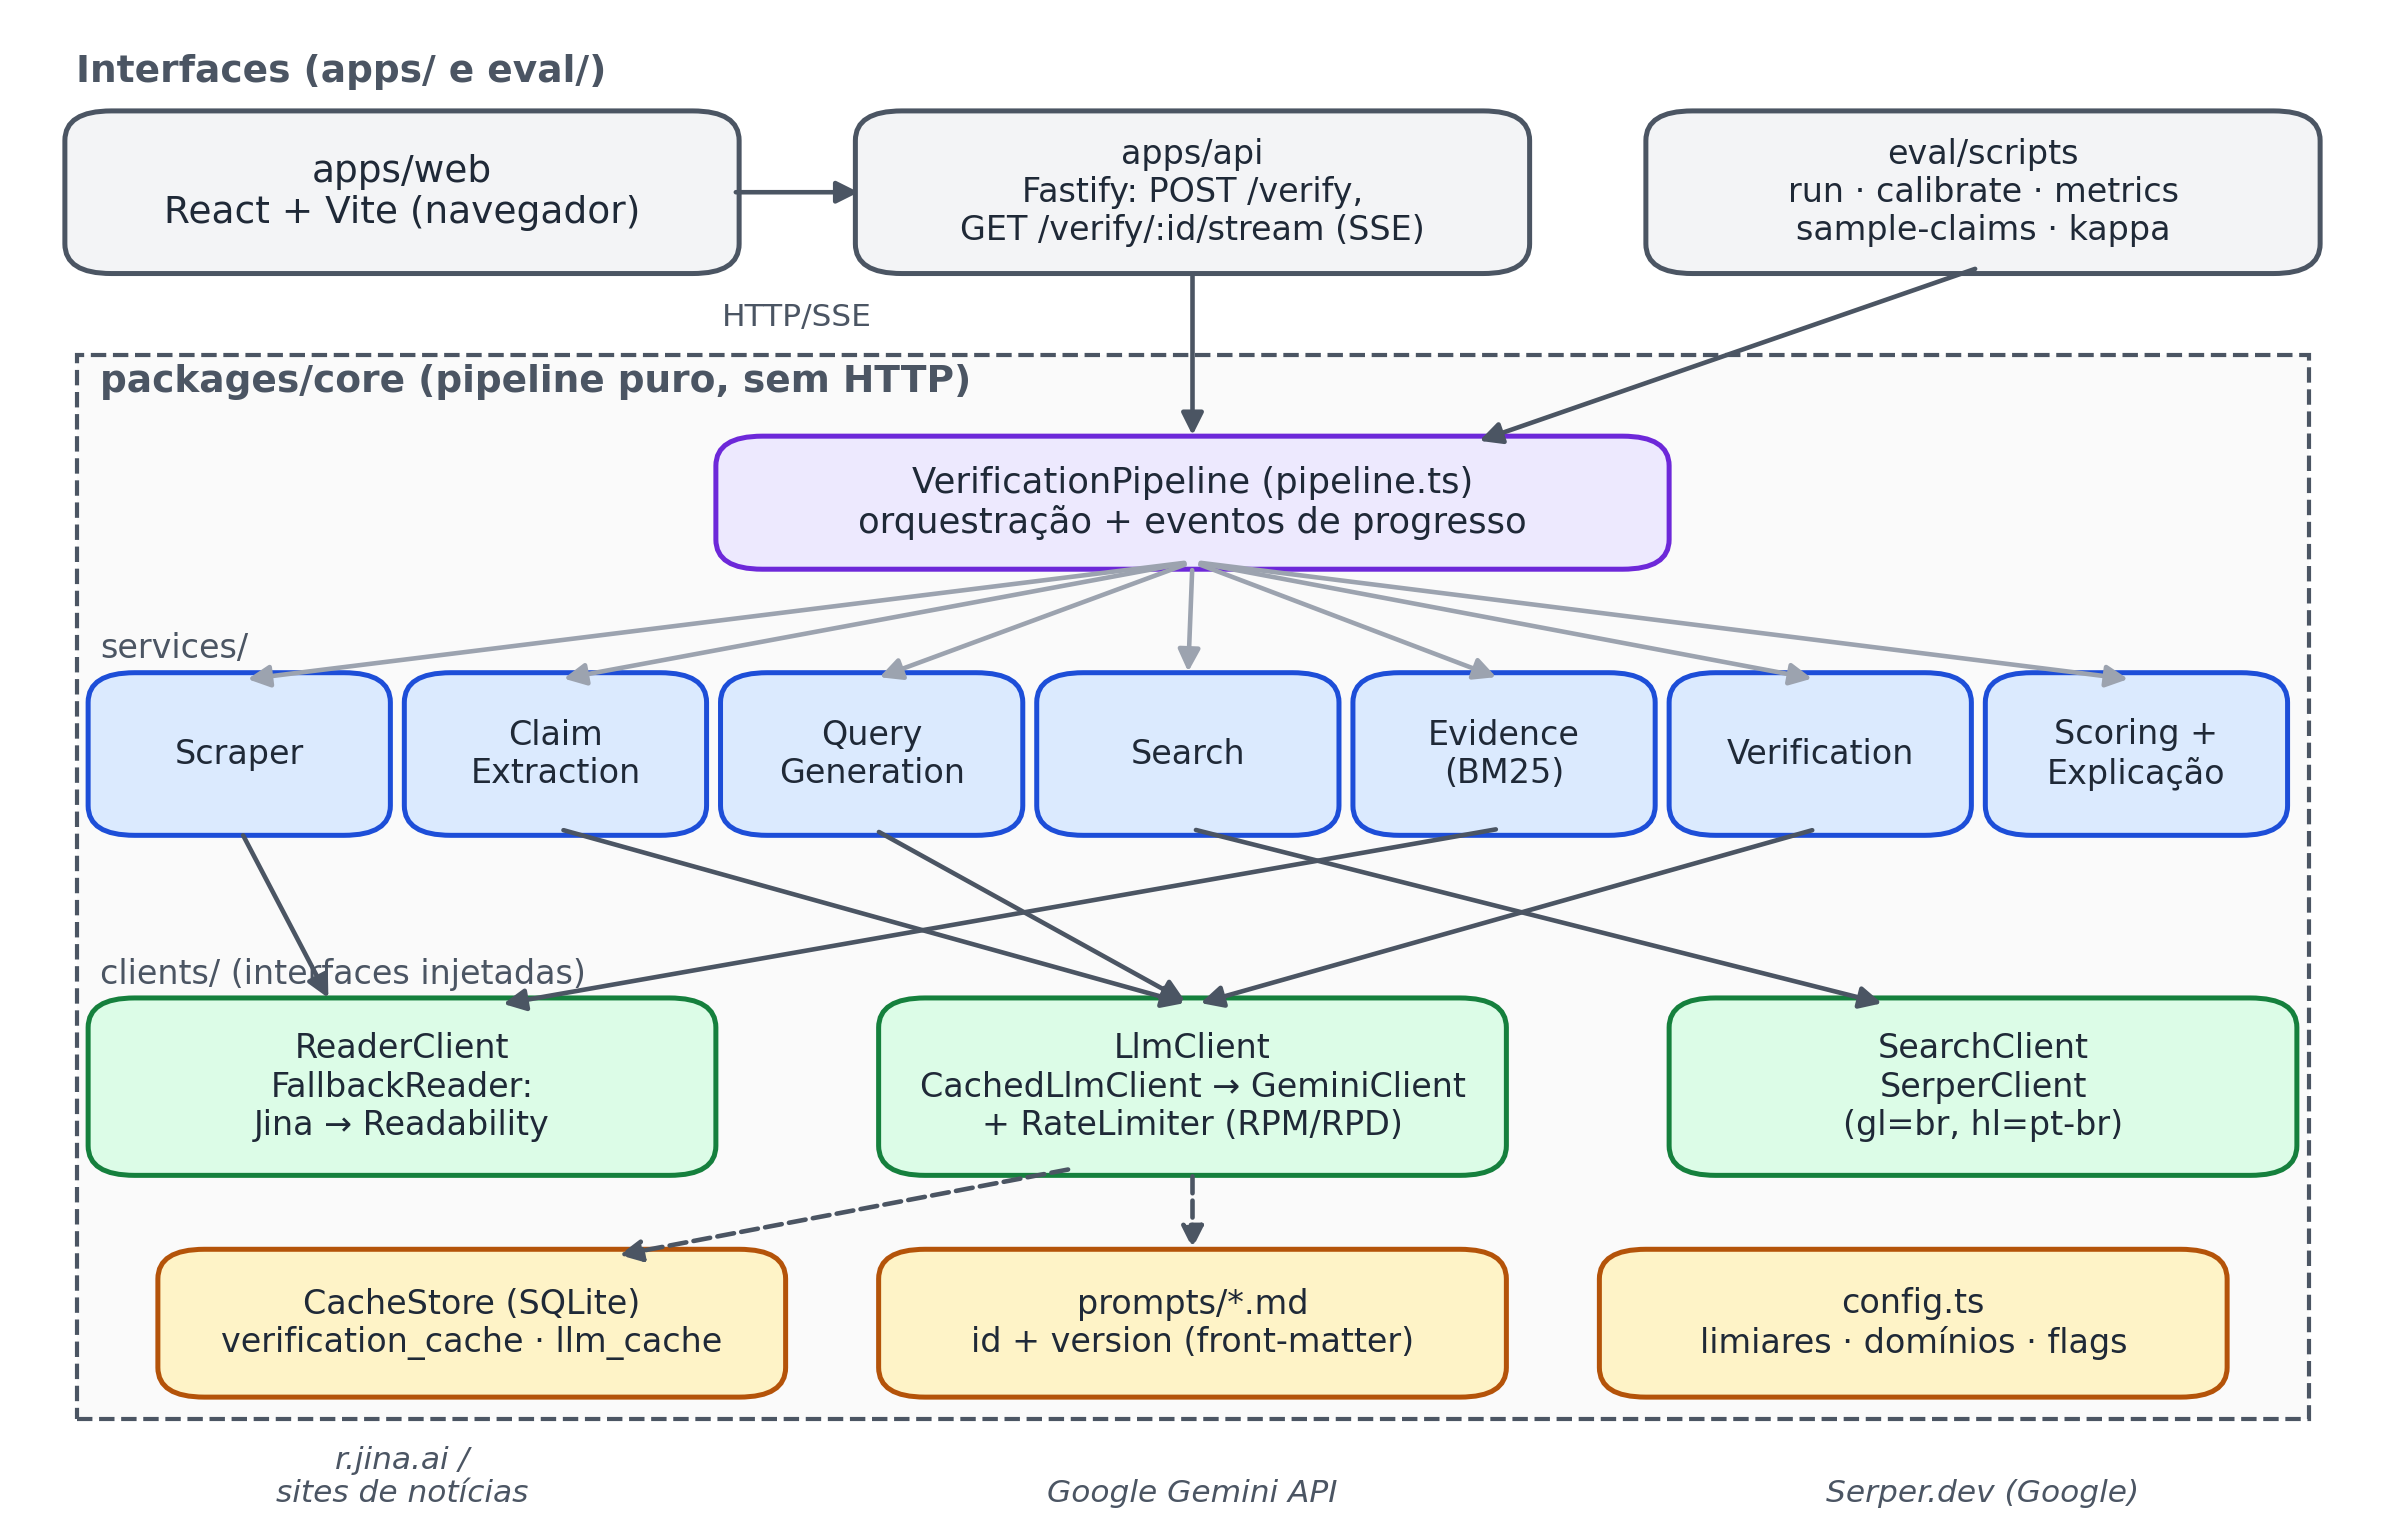 Interfaces (apps/ e eval/)
apps/web
React + Vite (navegador)
apps/api
Fastify: POST /verify,
GET /verify/:id/stream (SSE)
eval/scripts
run · calibrate · metrics
sample-claims · kappa
HTTP/SSE
packages/core (pipeline puro, sem HTTP)
VerificationPipeline (pipeline.ts)
orquestração + eventos de progresso
services/
Scraper
Claim
Extraction
Query
Generation
Search
Evidence
(BM25)
Verification
Scoring +
Explicação
clients/ (interfaces injetadas)
ReaderClient
FallbackReader:
Jina → Readability
LlmClient
CachedLlmClient → GeminiClient
+ RateLimiter (RPM/RPD)
SearchClient
SerperClient
(gl=br, hl=pt-br)
CacheStore (SQLite)
verification_cache · llm_cache
prompts/*.md
id + version (front-matter)
config.ts
limiares · domínios · flags
r.jina.ai /
sites de notícias
Google Gemini API
Serper.dev (Google)